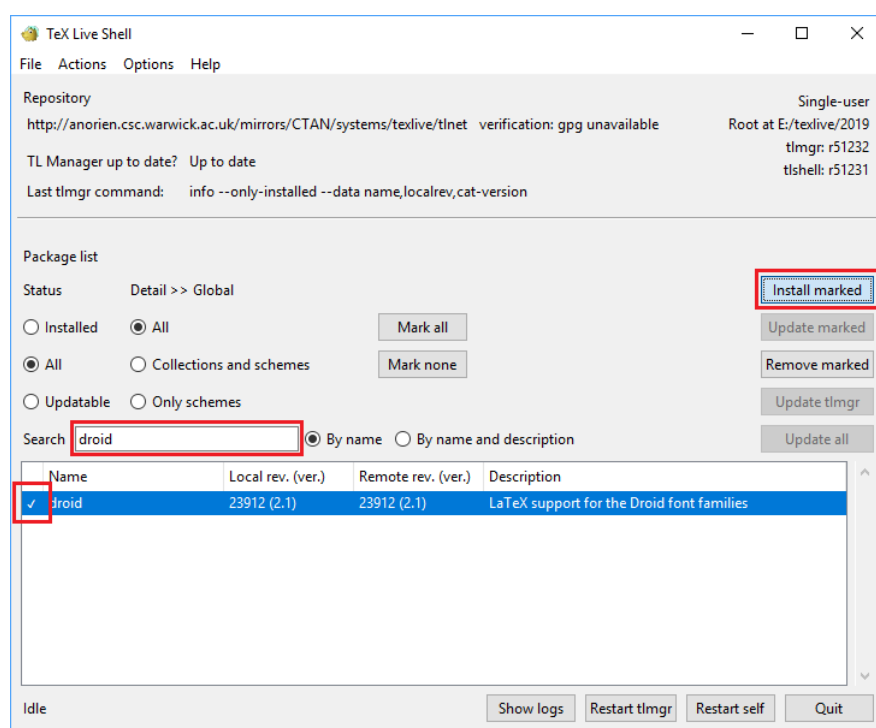 TeX Live Shell
File Actions Options Help
Repository
http://anorien.csc.warwick.ac.uk/mirrors/CTAN/systems/texlive/tlnet verification: gpg unavailable
Single-user
Root at E:/texlive/2019
tlmgr: r51232
tlshell: r51231
TL Manager up to date? Up to date
Last tlmgr command: info --only-installed --data name,localrev,cat-version
Package list
Status Detail >> Global Install marked
Installed All Mark all Update marked
All Collections and schemes Mark none Remove marked
Updatable Only schemes Update tlmgr
Search droid By name By name and description Update all
Name Local rev. (ver.) Remote rev. (ver.) Description
✓ droid 23912 (2.1) 23912 (2.1) LaTeX support for the Droid font families
Idle Show logs Restart tlmgr Restart self Quit